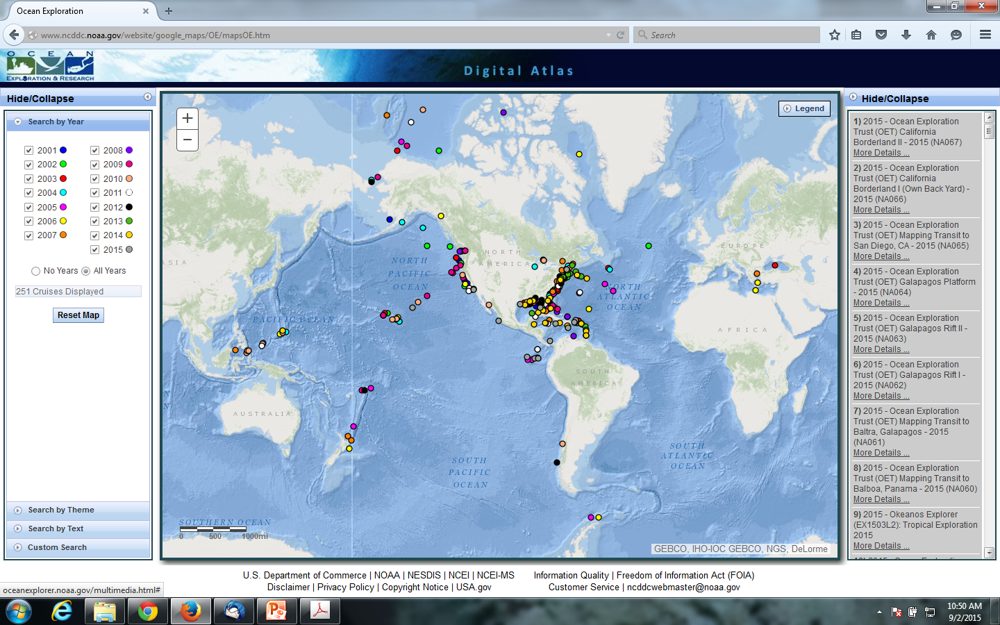 Ocean Exploration
www.ncddc.noaa.gov/website/google_maps/OE/mapsOE.htm
Search
OCEAN
EXPLORATION & RESEARCH
Digital Atlas
Hide/Collapse
Search by Year
2001
2008
2002
2009
2003
2010
2004
2011
2005
2012
2006
2013
2007
2014
2015
No Years
All Years
251 Cruises Displayed
Reset Map
Search by Theme
Search by Text
Custom Search
+
−
Legend
ASIA
NORTH
PACIFIC
OCEAN
NORTH
AMERICA
EUROPE
NORTH
ATLANTIC
OCEAN
PACIFIC OCEAN
AFRICA
SOUTH
AMERICA
N
N
AUSTRALIA
SOUTH
PACIFIC
OCEAN
SOUTH
ATLANTIC
OCEAN
SOUTHERN OCEAN
0 500 1000mi
GEBCO, IHO-IOC GEBCO, NGS, DeLorme
Hide/Collapse
1) 2015 - Ocean Exploration
Trust (OET) California
Borderland II - 2015 (NA067)
More Details ...
2) 2015 - Ocean Exploration
Trust (OET) California
Borderland I (Own Back Yard) -
2015 (NA066)
More Details ...
3) 2015 - Ocean Exploration
Trust (OET) Mapping Transit to
San Diego, CA - 2015 (NA065)
More Details ...
4) 2015 - Ocean Exploration
Trust (OET) Galapagos Platform
- 2015 (NA064)
More Details ...
5) 2015 - Ocean Exploration
Trust (OET) Galapagos Rift II -
2015 (NA063)
More Details ...
6) 2015 - Ocean Exploration
Trust (OET) Galapagos Rift I -
2015 (NA062)
More Details ...
7) 2015 - Ocean Exploration
Trust (OET) Mapping Transit to
Baltra, Galapagos - 2015
(NA061)
More Details ...
8) 2015 - Ocean Exploration
Trust (OET) Mapping Transit to
Balboa, Panama - 2015 (NA060)
More Details ...
9) 2015 - Okeanos Explorer
(EX1503L2): Tropical Exploration
2015
More Details ...
U.S. Department of Commerce | NOAA | NESDIS | NCEI | NCEI-MS
Information Quality | Freedom of Information Act (FOIA)
Disclaimer | Privacy Policy | Copyright Notice | USA.gov
Customer Service | ncddcwebmaster@noaa.gov
oceanexplorer.noaa.gov/multimedia.html#
10:50 AM
9/2/2015